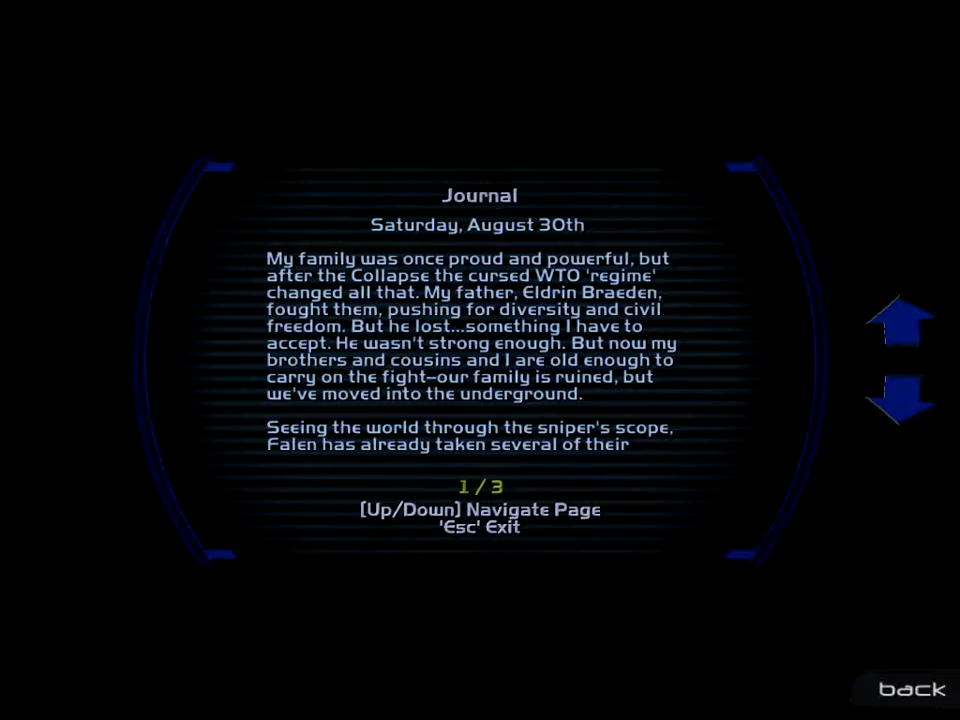 Journal
Saturday, August 30th
My family was once proud and powerful, but
after the Collapse the cursed WTO 'regime'
changed all that. My father, Eldrin Braeden,
fought them, pushing for diversity and civil
freedom. But he lost...something I have to
accept. He wasn't strong enough. But now my
brothers and cousins and I are old enough to
carry on the fight–our family is ruined, but
we've moved into the underground.
Seeing the world through the sniper's scope,
Falen has already taken several of their
1 / 3
[Up/Down] Navigate Page
'Esc' Exit
back